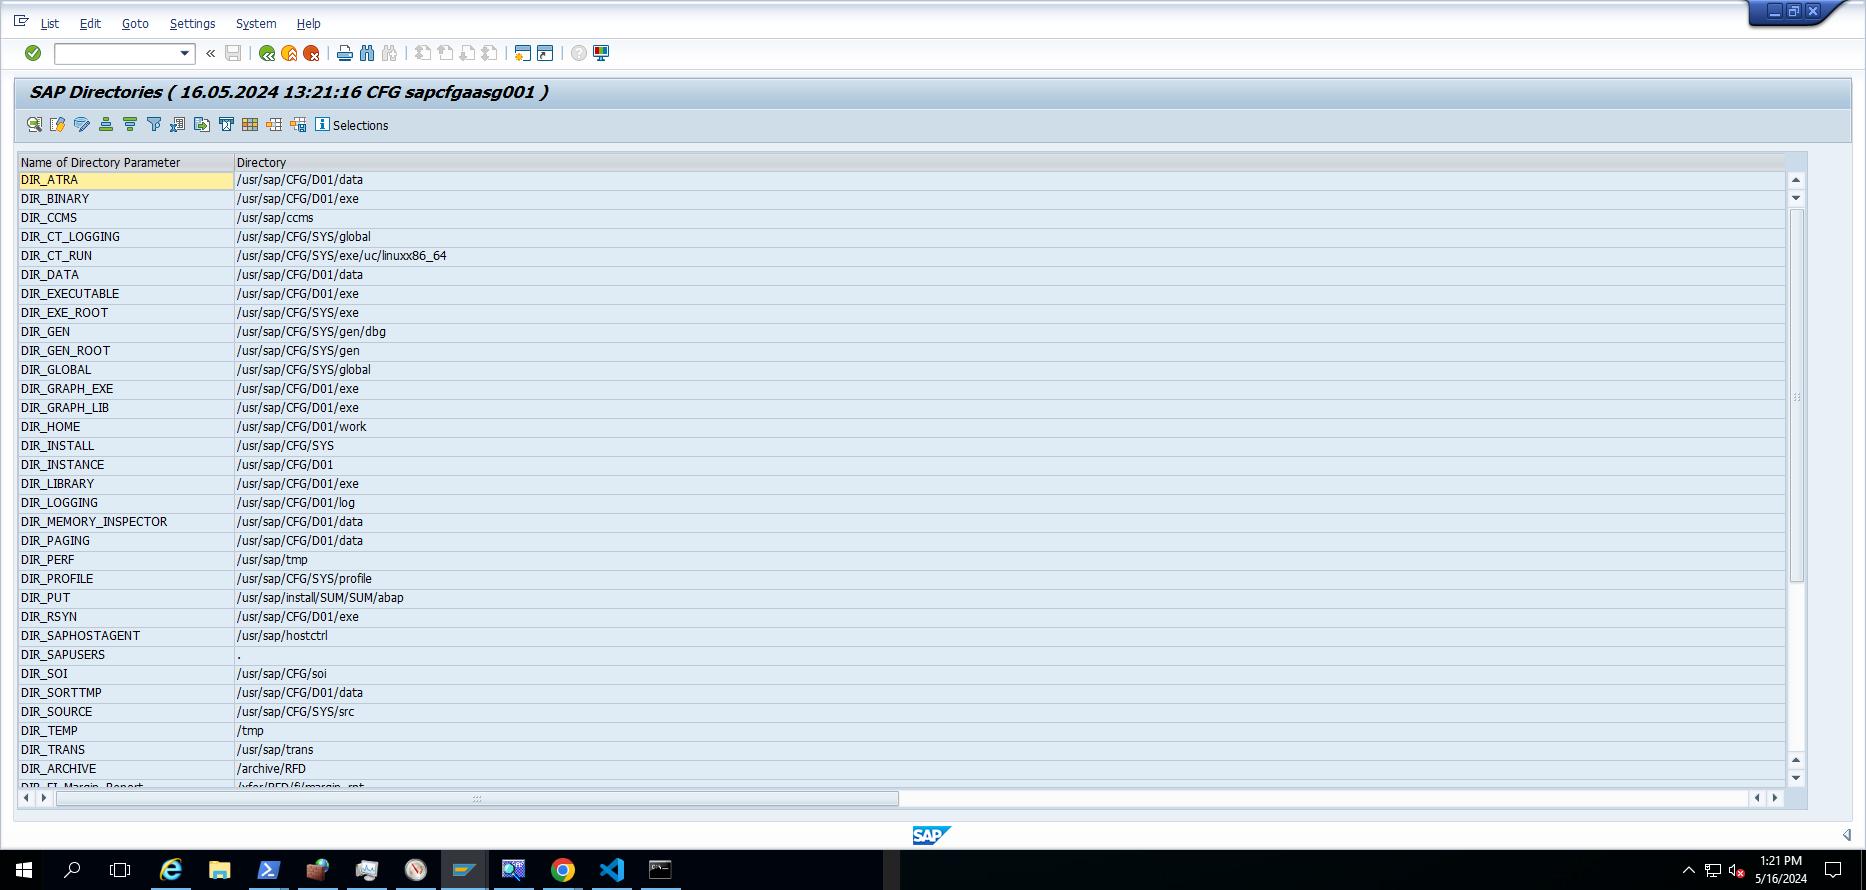 List Edit Goto Settings System Help
SAP Directories ( 16.05.2024 13:21:16 CFG sapcfgaasg001 )
Selections
Name of Directory Parameter Directory
DIR_ATRA /usr/sap/CFG/D01/data
DIR_BINARY /usr/sap/CFG/D01/exe
DIR_CCMS /usr/sap/ccms
DIR_CT_LOGGING /usr/sap/CFG/SYS/global
DIR_CT_RUN /usr/sap/CFG/SYS/exe/uc/linuxx86_64
DIR_DATA /usr/sap/CFG/D01/data
DIR_EXECUTABLE /usr/sap/CFG/D01/exe
DIR_EXE_ROOT /usr/sap/CFG/SYS/exe
DIR_GEN /usr/sap/CFG/SYS/gen/dbg
DIR_GEN_ROOT /usr/sap/CFG/SYS/gen
DIR_GLOBAL /usr/sap/CFG/SYS/global
DIR_GRAPH_EXE /usr/sap/CFG/D01/exe
DIR_GRAPH_LIB /usr/sap/CFG/D01/exe
DIR_HOME /usr/sap/CFG/D01/work
DIR_INSTALL /usr/sap/CFG/SYS
DIR_INSTANCE /usr/sap/CFG/D01
DIR_LIBRARY /usr/sap/CFG/D01/exe
DIR_LOGGING /usr/sap/CFG/D01/log
DIR_MEMORY_INSPECTOR /usr/sap/CFG/D01/data
DIR_PAGING /usr/sap/CFG/D01/data
DIR_PERF /usr/sap/tmp
DIR_PROFILE /usr/sap/CFG/SYS/profile
DIR_PUT /usr/sap/install/SUM/SUM/abap
DIR_RSYN /usr/sap/CFG/D01/exe
DIR_SAPHOSTAGENT /usr/sap/hostctrl
DIR_SAPUSERS .
DIR_SOI /usr/sap/CFG/soi
DIR_SORTTMP /usr/sap/CFG/D01/data
DIR_SOURCE /usr/sap/CFG/SYS/src
DIR_TEMP /tmp
DIR_TRANS /usr/sap/trans
DIR_ARCHIVE /archive/RFD
DIR_FI_Margin_Report /xfer/RFD/fi/margin_rpt
SAP
1:21 PM
5/16/2024